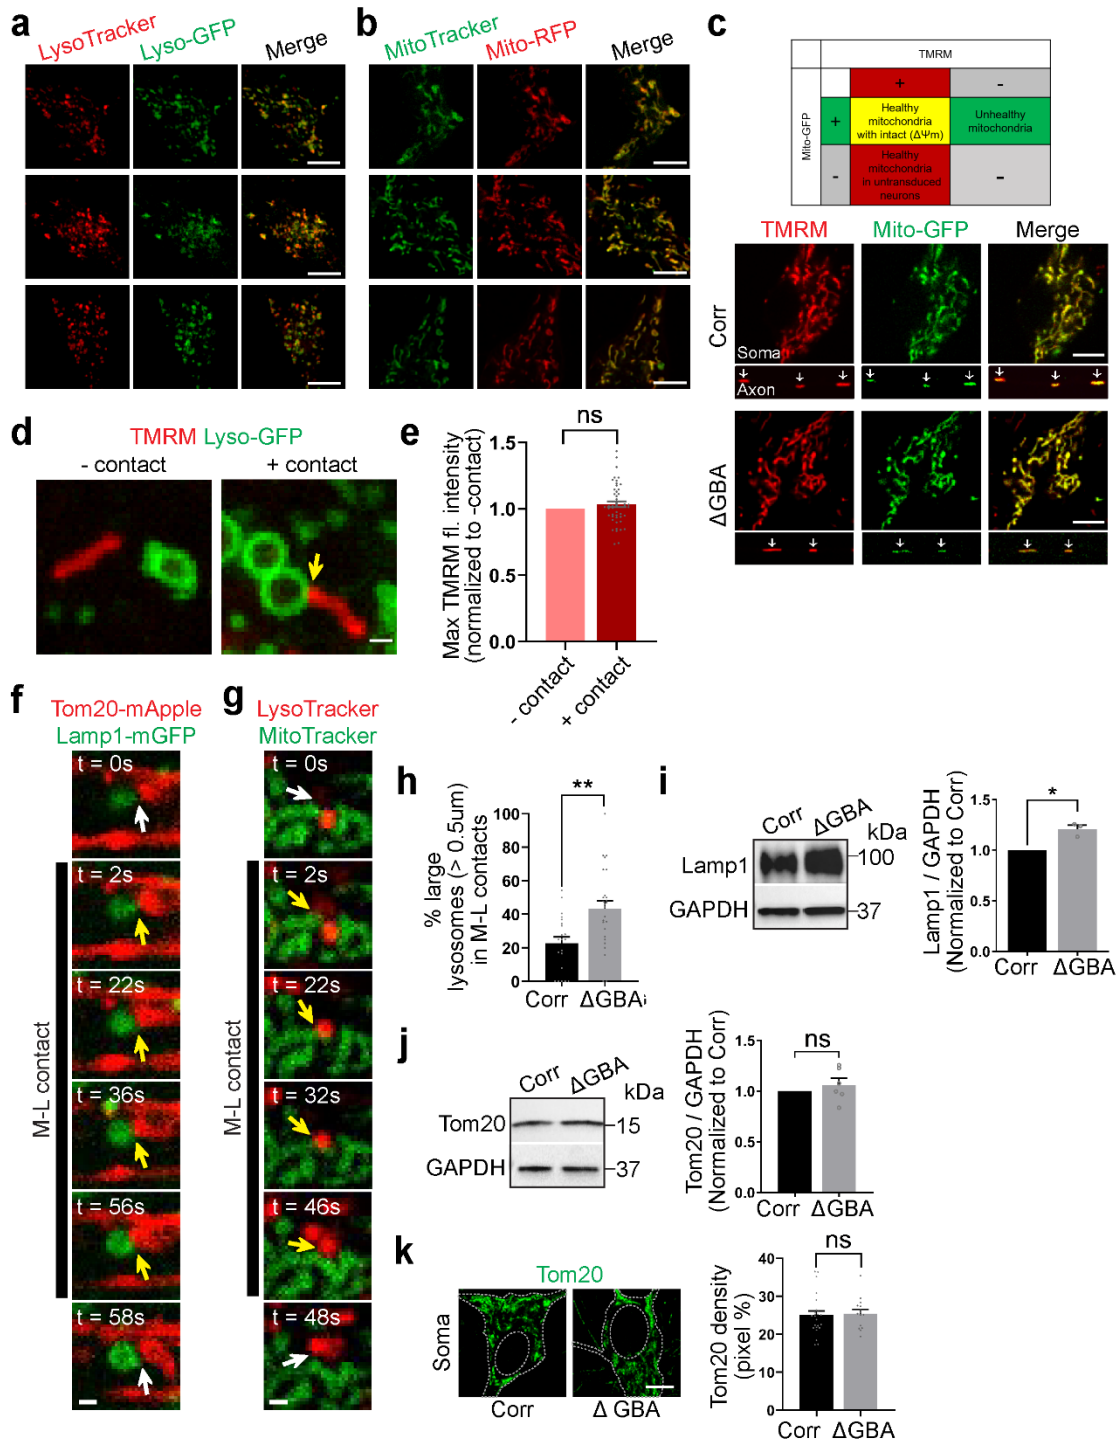 a
LysoTracker Lyso-GFP Merge
b
MitoTracker Mito-RFP Merge
c
TMRM
+ -
Mito-GFP
+ Healthy mitochondria with intact (ΔΨm) Unhealthy mitochondria
- Healthy mitochondria in untransduced neurons -
TMRM Mito-GFP Merge
Corr
Soma
Axon
ΔGBA
d
TMRM Lyso-GFP
- contact + contact
e
ns
Max TMRM fl. intensity
(normalized to -contact)
1.5
1.0
0.5
0.0
- contact
+ contact
f
Tom20-mApple
Lamp1-mGFP
t = 0s
t = 2s
t = 22s
t = 36s
t = 56s
t = 58s
M-L contact
g
LysoTracker
MitoTracker
t = 0s
t = 2s
t = 22s
t = 32s
t = 46s
t = 48s
M-L contact
h
**
% large
lysosomes (> 0.5um)
in M-L contacts
100
80
60
40
20
0
Corr ΔGBA
i
Corr ΔGBA
kDa
Lamp1 100
GAPDH 37
*
Lamp1 / GAPDH
(Normalized to Corr)
1.5
1.0
0.5
0.0
Corr ΔGBA
j
Corr ΔGBA
kDa
Tom20 15
GAPDH 37
ns
Tom20 / GAPDH
(Normalized to Corr)
1.5
1.0
0.5
0.0
Corr ΔGBA
k
Tom20
Soma
Corr Δ GBA
ns
Tom20 density
(pixel %)
40
30
20
10
0
Corr ΔGBA